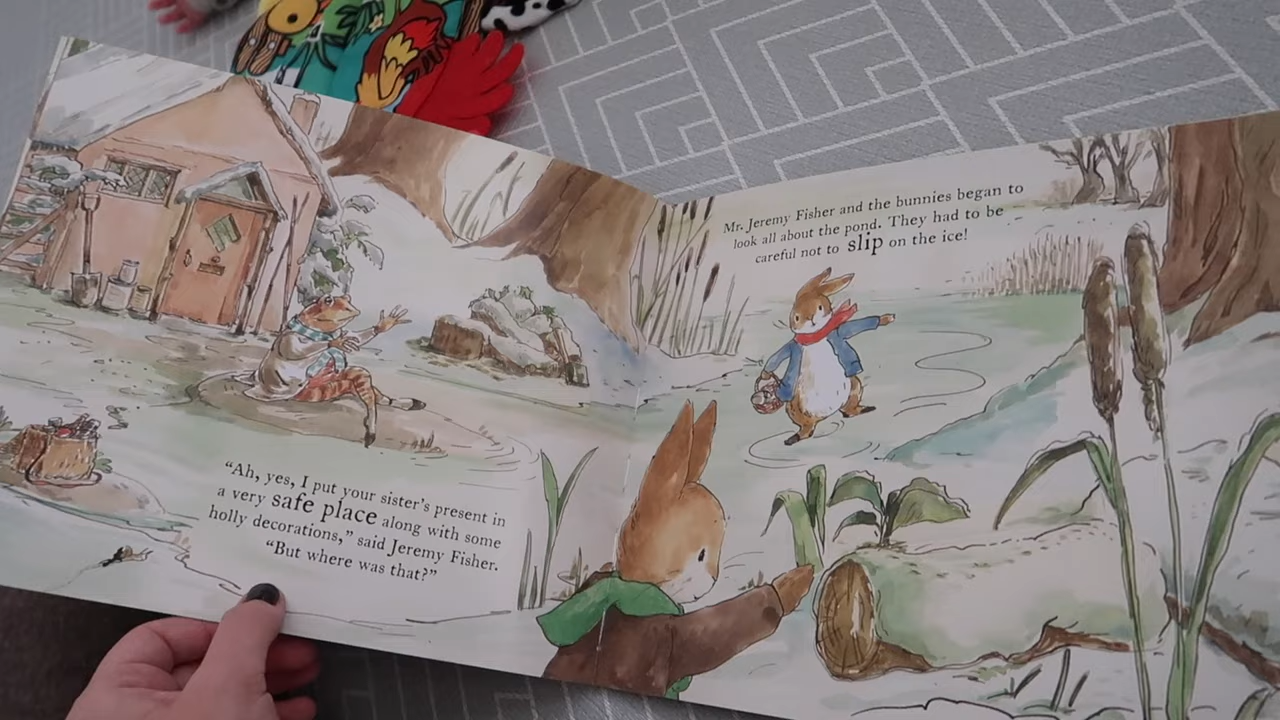 “Ah, yes, I put your sister’s present in
a very safe place along with some
holly decorations,” said Jeremy Fisher.
“But where was that?”
Mr. Jeremy Fisher and the bunnies began to
look all about the pond. They had to be
careful not to slip on the ice!